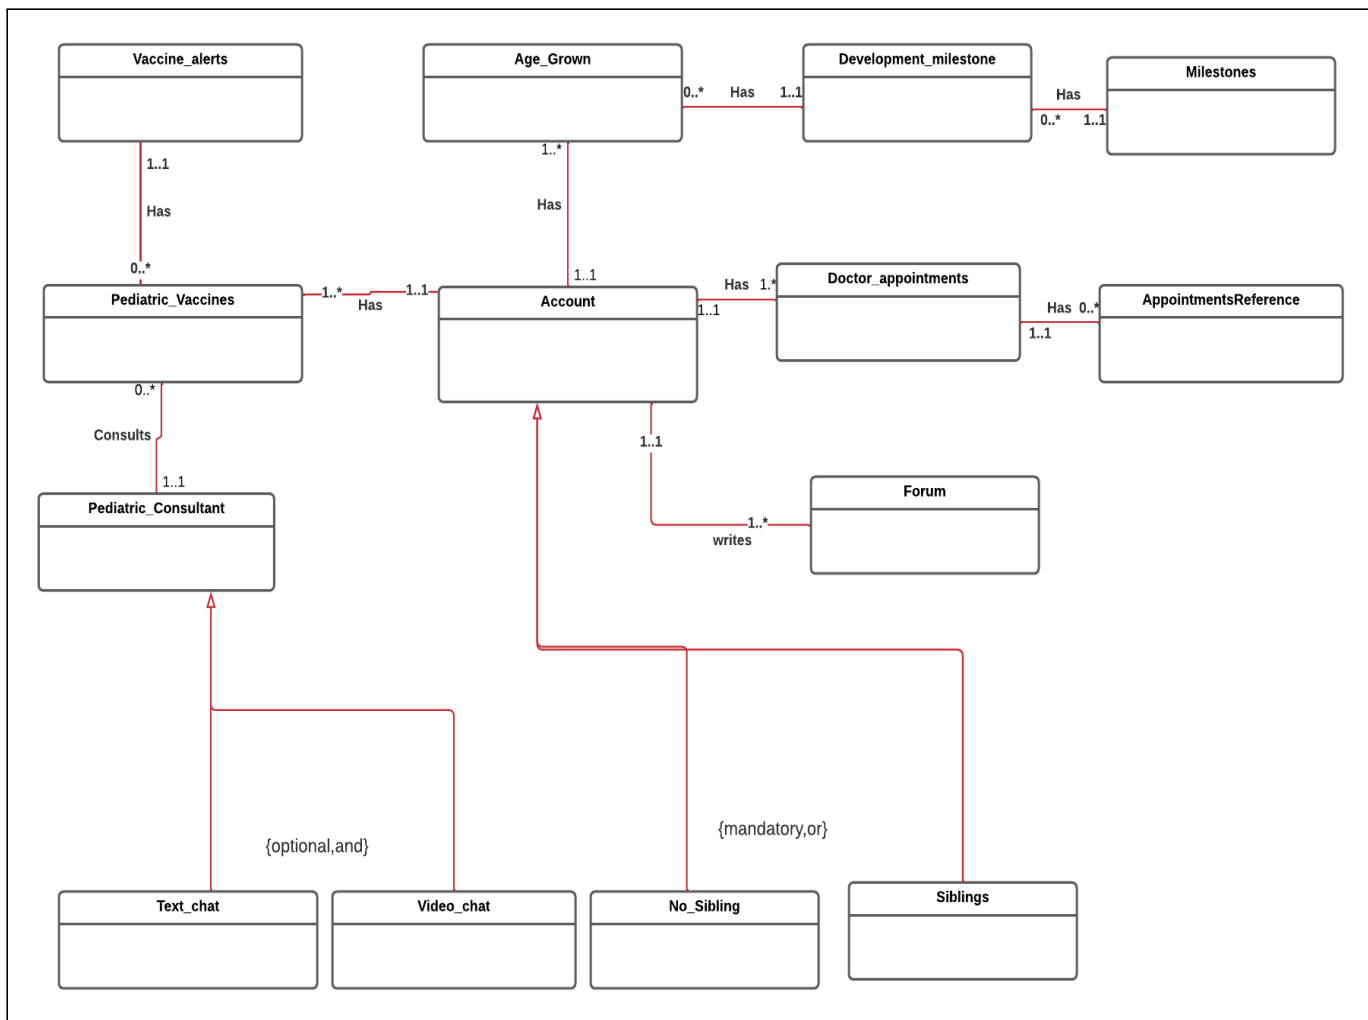 Vaccine_alerts
Age_Grown
Development_milestone
Milestones
0..* Has 1..1
Has
0..* 1..1
1..1
Has
0..*
1..*
Has
1..1
Pediatric_Vaccines
1..* Has 1..1
Account
Has 1.*
1..1
Doctor_appointments
Has 0..*
1..1
AppointmentsReference
0..*
Consults
1..1
Pediatric_Consultant
1..1
1..*
writes
Forum
{optional,and}
{mandatory,or}
Text_chat
Video_chat
No_Sibling
Siblings